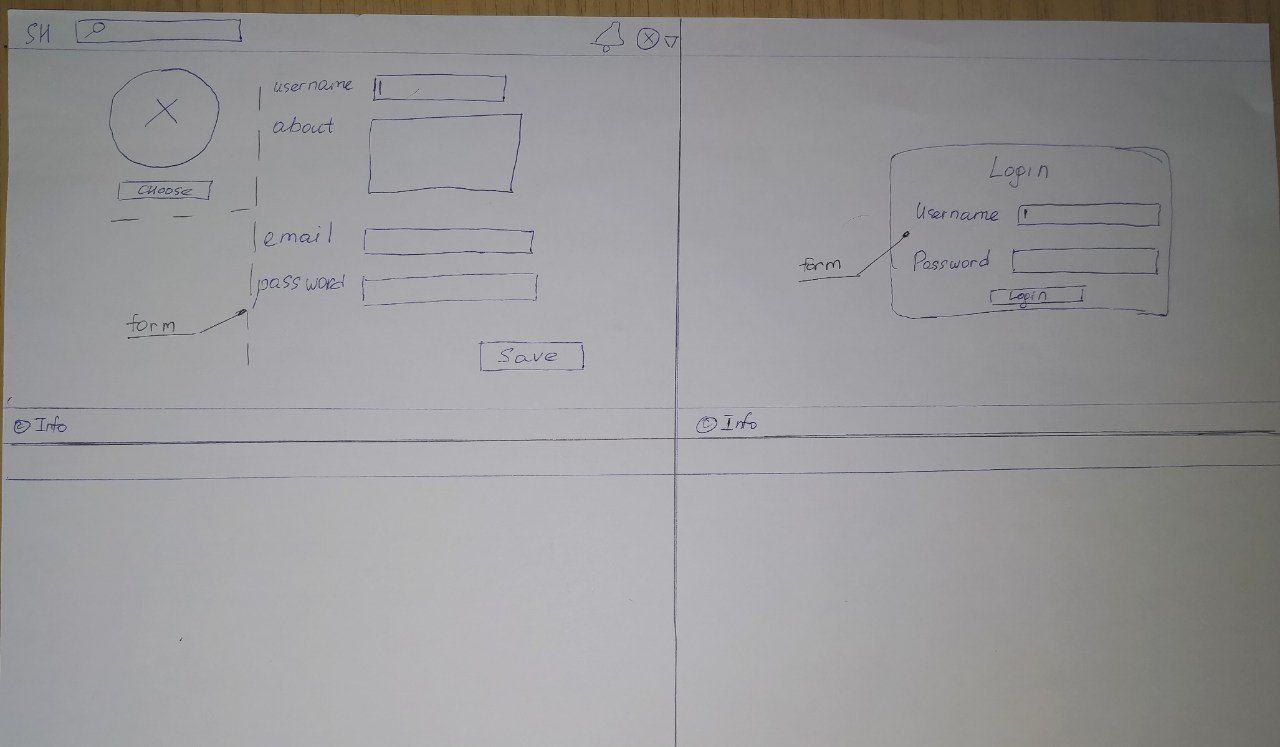 SH
username
about
CHOOSE
email
password
form
Save
© Info
Login
Username
Password
form
Login
© Info